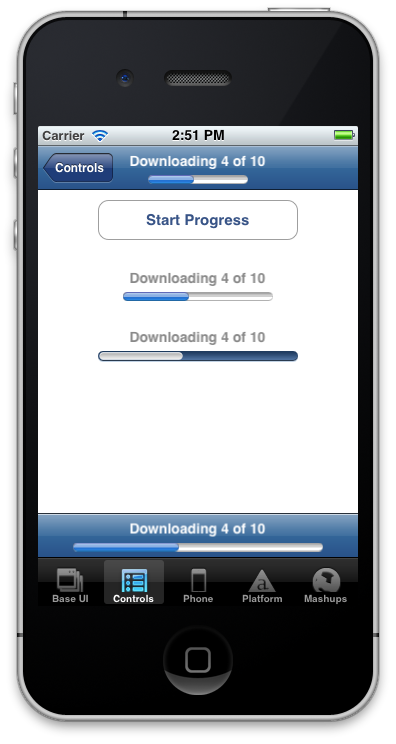 Carrier 2:51 PM
Controls Downloading 4 of 10
Start Progress
Downloading 4 of 10
Downloading 4 of 10
Downloading 4 of 10
Base UI Controls Phone Platform Mashups